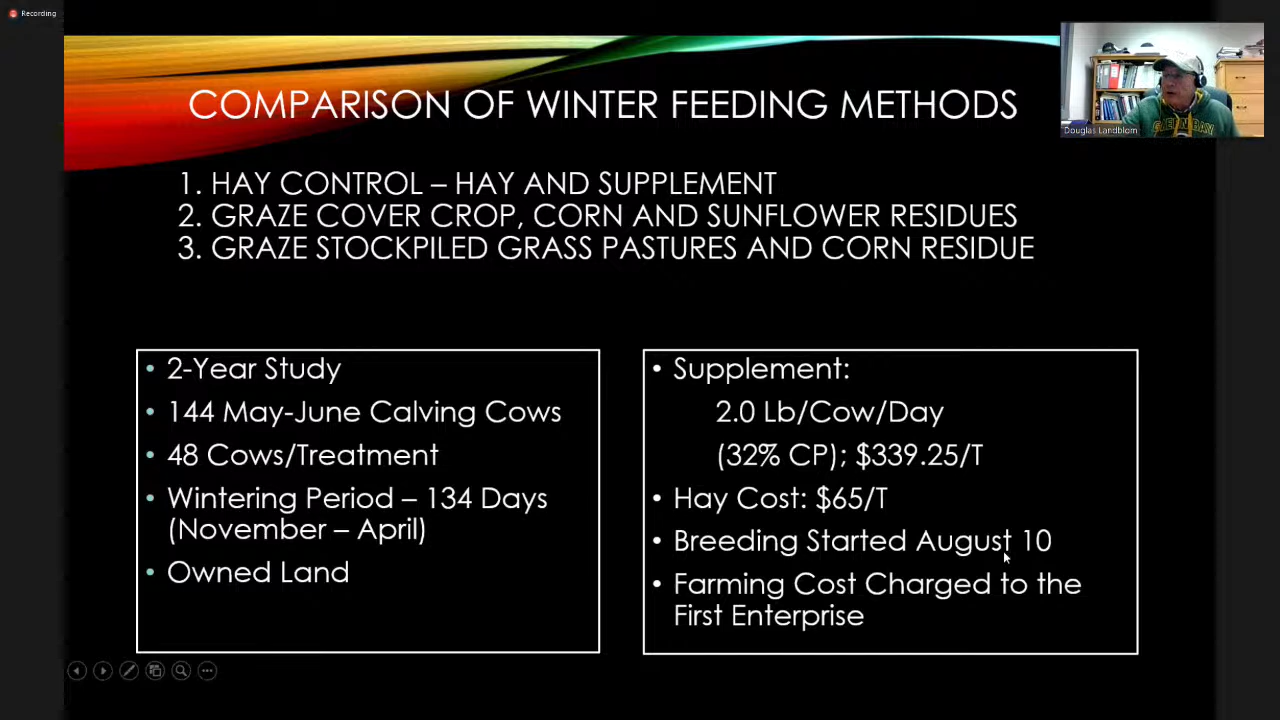 Recording
COMPARISON OF WINTER FEEDING METHODS
Douglas Landblom
1. HAY CONTROL – HAY AND SUPPLEMENT
2. GRAZE COVER CROP, CORN AND SUNFLOWER RESIDUES
3. GRAZE STOCKPILED GRASS PASTURES AND CORN RESIDUE
• 2-Year Study
• 144 May-June Calving Cows
• 48 Cows/Treatment
• Wintering Period – 134 Days
(November – April)
• Owned Land
• Supplement:
2.0 Lb/Cow/Day
(32% CP); $339.25/T
• Hay Cost: $65/T
• Breeding Started August 10
• Farming Cost Charged to the
First Enterprise